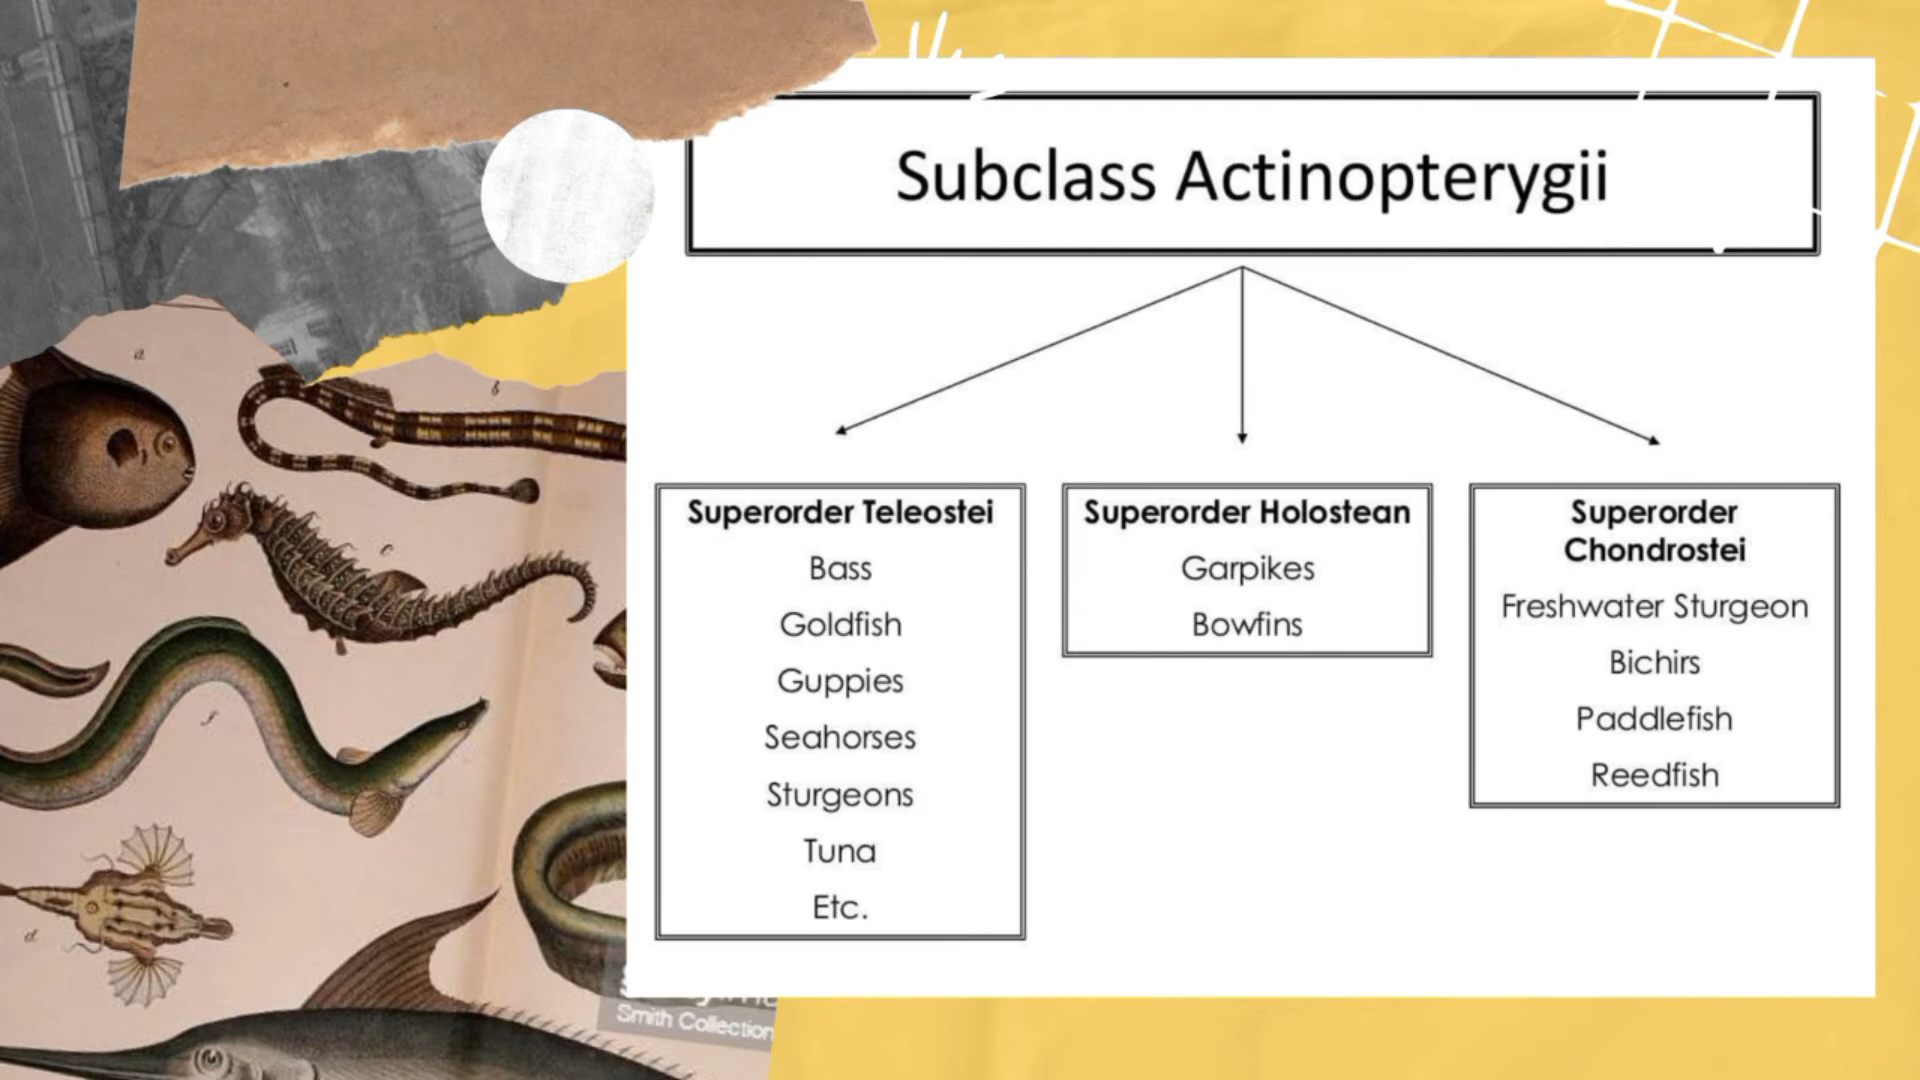 Subclass Actinopterygii
Superorder Teleostei
Bass
Goldfish
Guppies
Seahorses
Sturgeons
Tuna
Etc.
Superorder Holostean
Garpikes
Bowfins
Superorder
Chondrostei
Freshwater Sturgeon
Bichirs
Paddlefish
Reedfish
a
b
c
f
d
Smith Collection